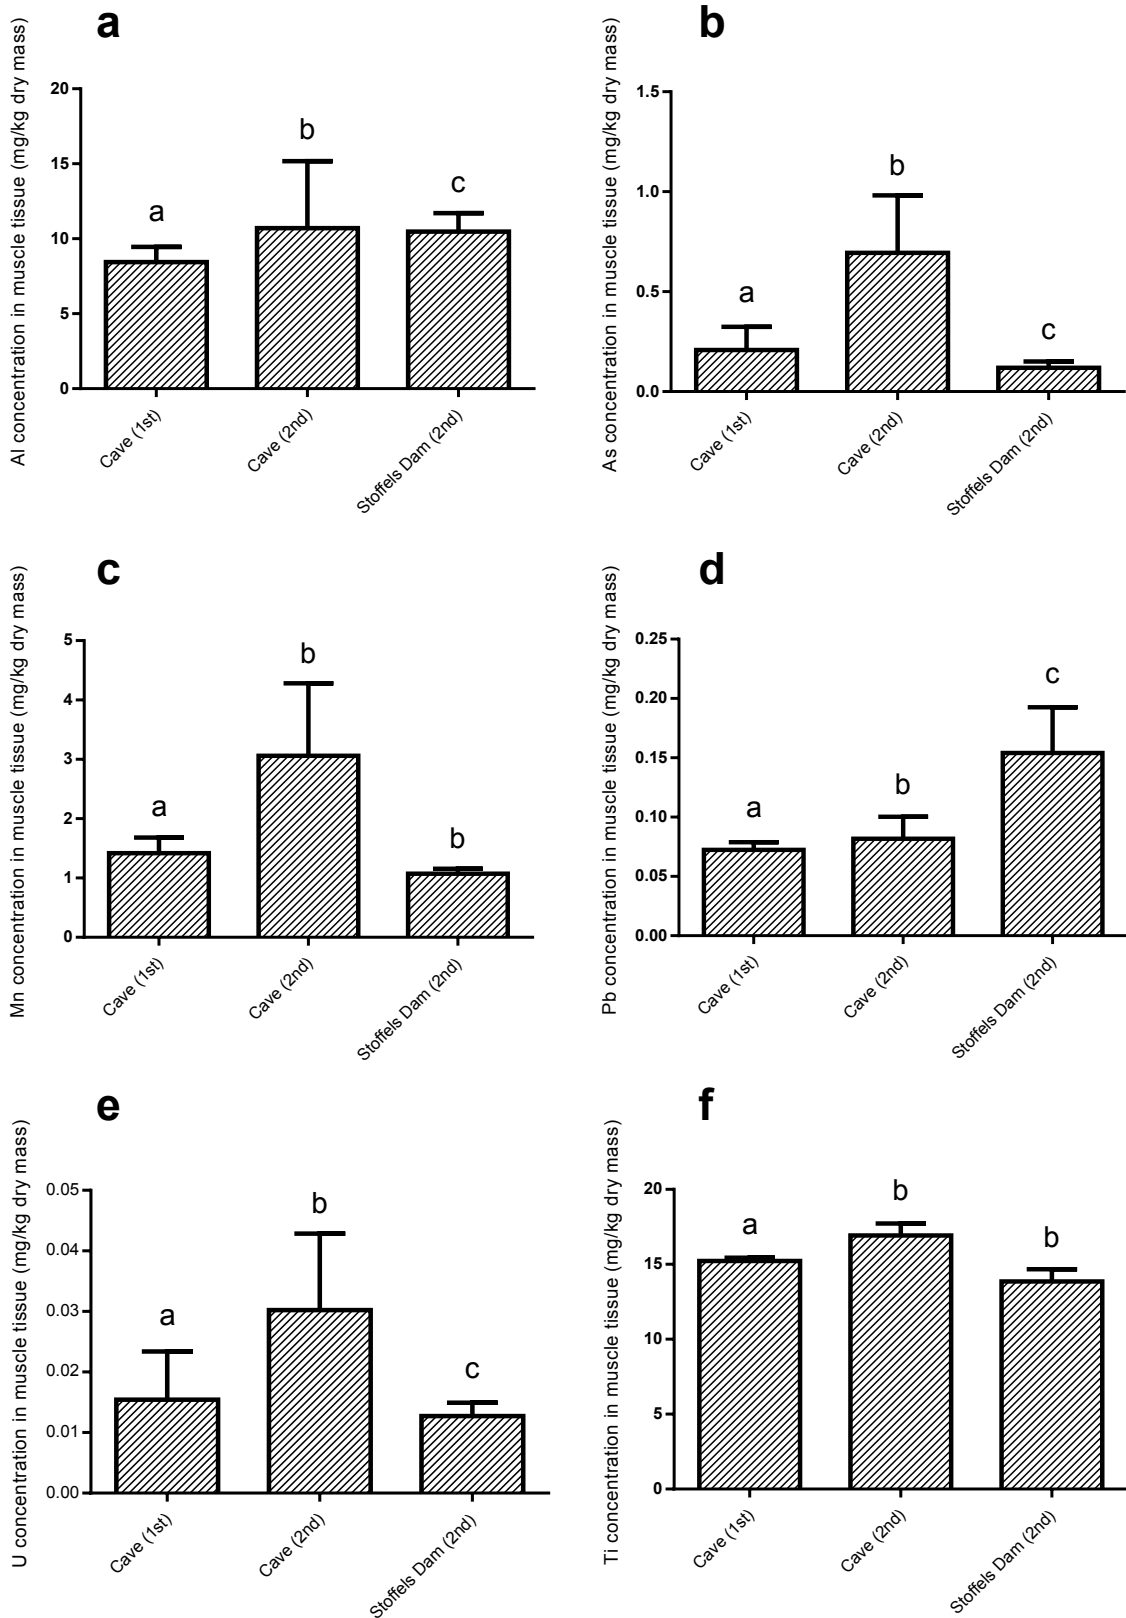 a
Al concentration in muscle tissue (mg/kg dry mass)
20
15
10
5
0
a
b
c
Cave (1st)
Cave (2nd)
Stoffels Dam (2nd)
b
As concentration in muscle tissue (mg/kg dry mass)
1.5
1.0
0.5
0.0
a
b
c
Cave (1st)
Cave (2nd)
Stoffels Dam (2nd)
c
Mn concentration in muscle tissue (mg/kg dry mass)
5
4
3
2
1
0
a
b
b
Cave (1st)
Cave (2nd)
Stoffels Dam (2nd)
d
Pb concentration in muscle tissue (mg/kg dry mass)
0.25
0.20
0.15
0.10
0.05
0.00
a
b
c
Cave (1st)
Cave (2nd)
Stoffels Dam (2nd)
e
U concentration in muscle tissue (mg/kg dry mass)
0.05
0.04
0.03
0.02
0.01
0.00
a
b
c
Cave (1st)
Cave (2nd)
Stoffels Dam (2nd)
f
Ti concentration in muscle tissue (mg/kg dry mass)
20
15
10
5
0
a
b
b
Cave (1st)
Cave (2nd)
Stoffels Dam (2nd)